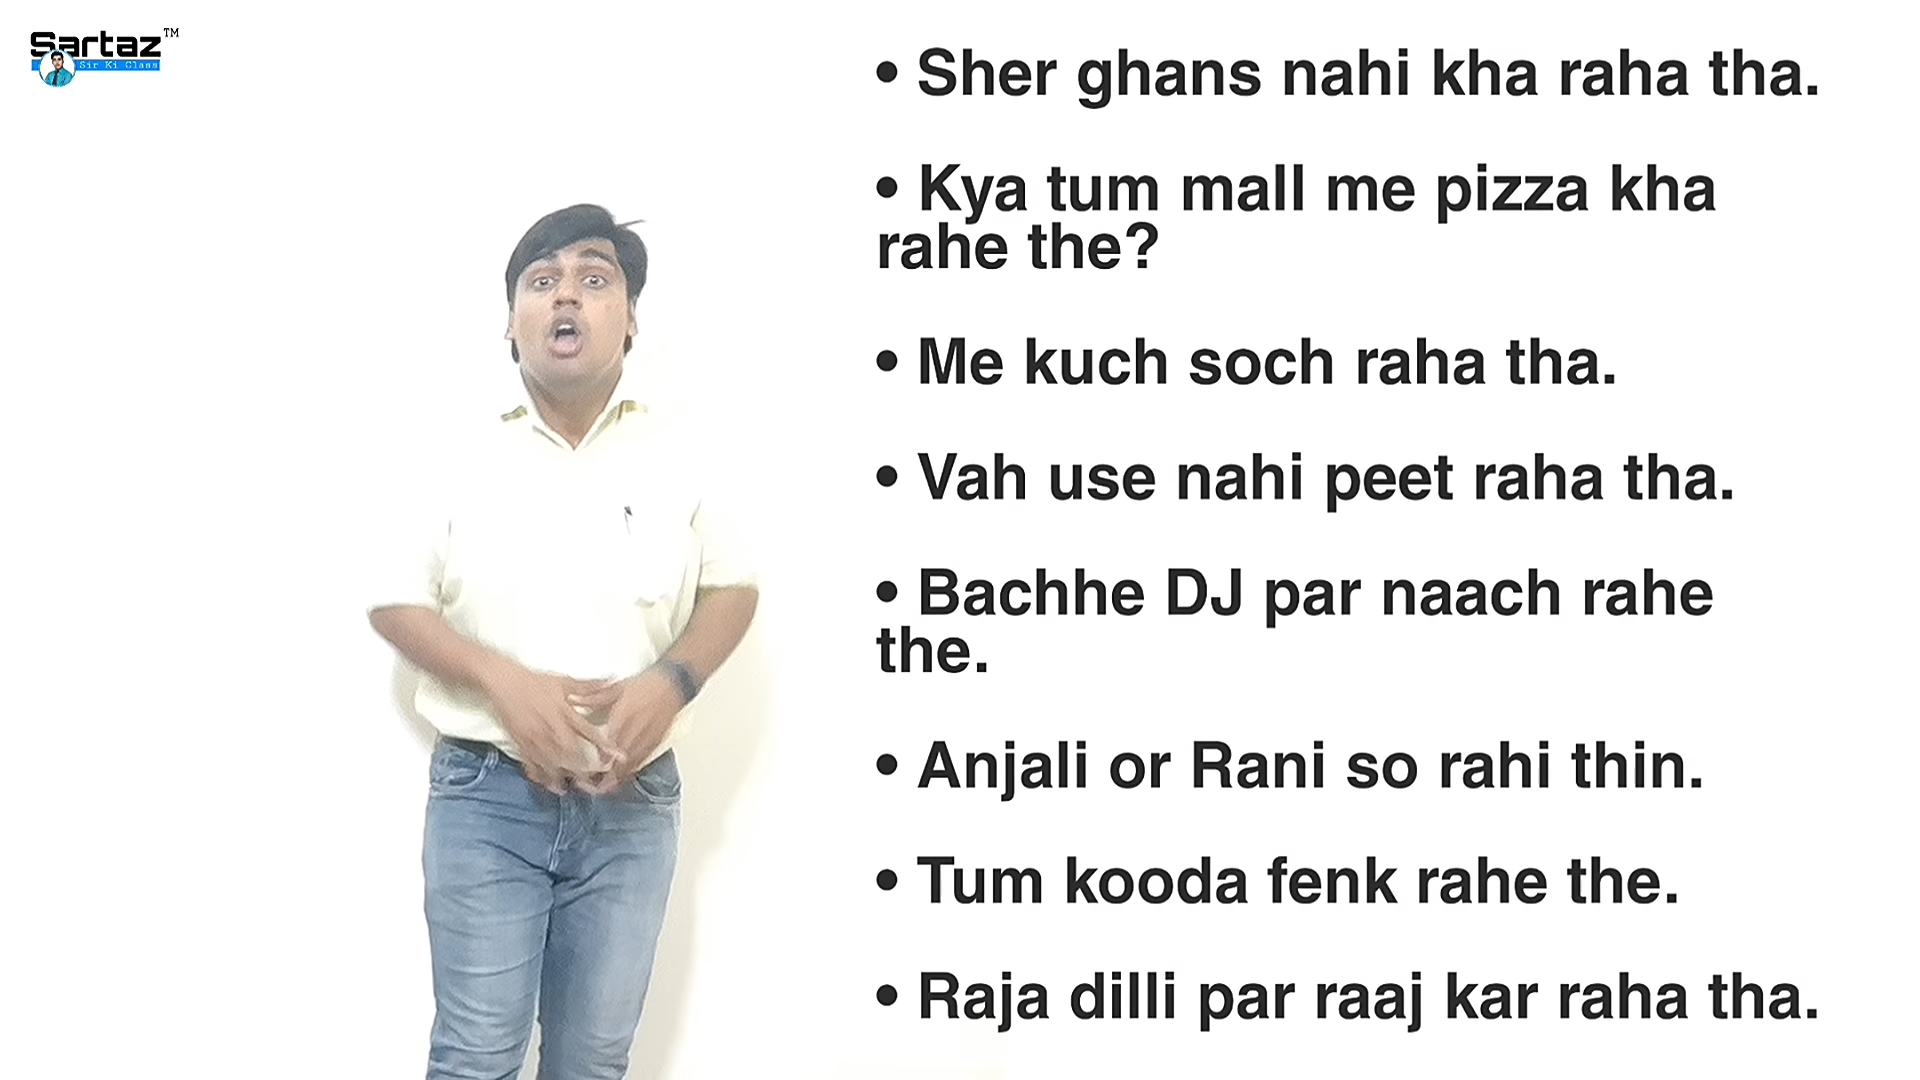 Sartaz TM
Sir Ki Class
• Sher ghans nahi kha raha tha.
• Kya tum mall me pizza kha
rahe the?
• Me kuch soch raha tha.
• Vah use nahi peet raha tha.
• Bachhe DJ par naach rahe
the.
• Anjali or Rani so rahi thin.
• Tum kooda fenk rahe the.
• Raja dilli par raaj kar raha tha.